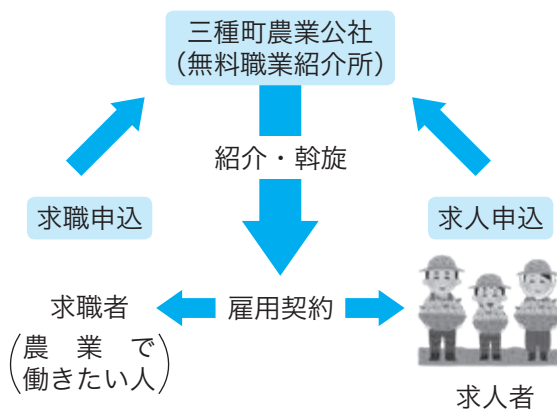 三種町農業公社
（無料職業紹介所）
紹介・斡旋
求職申込
求人申込
求職者
雇用契約
（農業で
働きたい人）
求人者